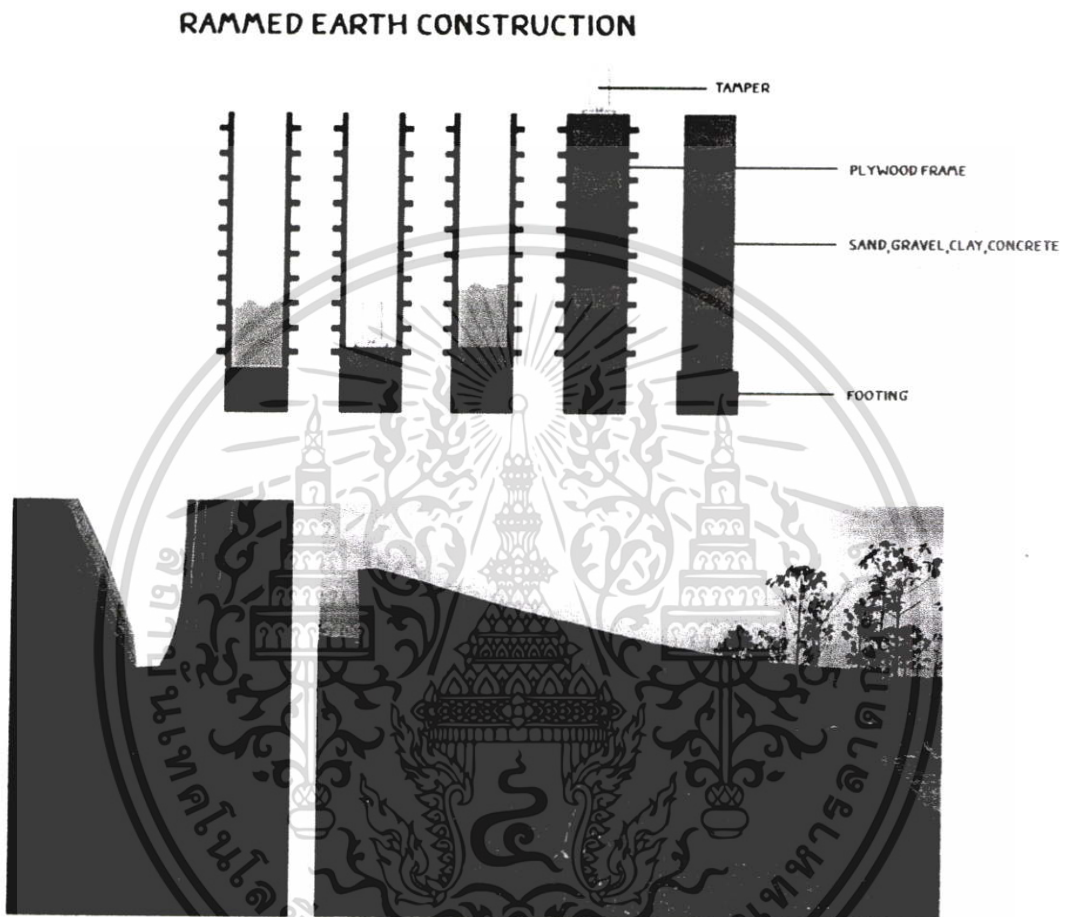 RAMMED EARTH CONSTRUCTION
TAMPER
PLYWOOD FRAME
SAND,GRAVEL,CLAY,CONCRETE
FOOTING